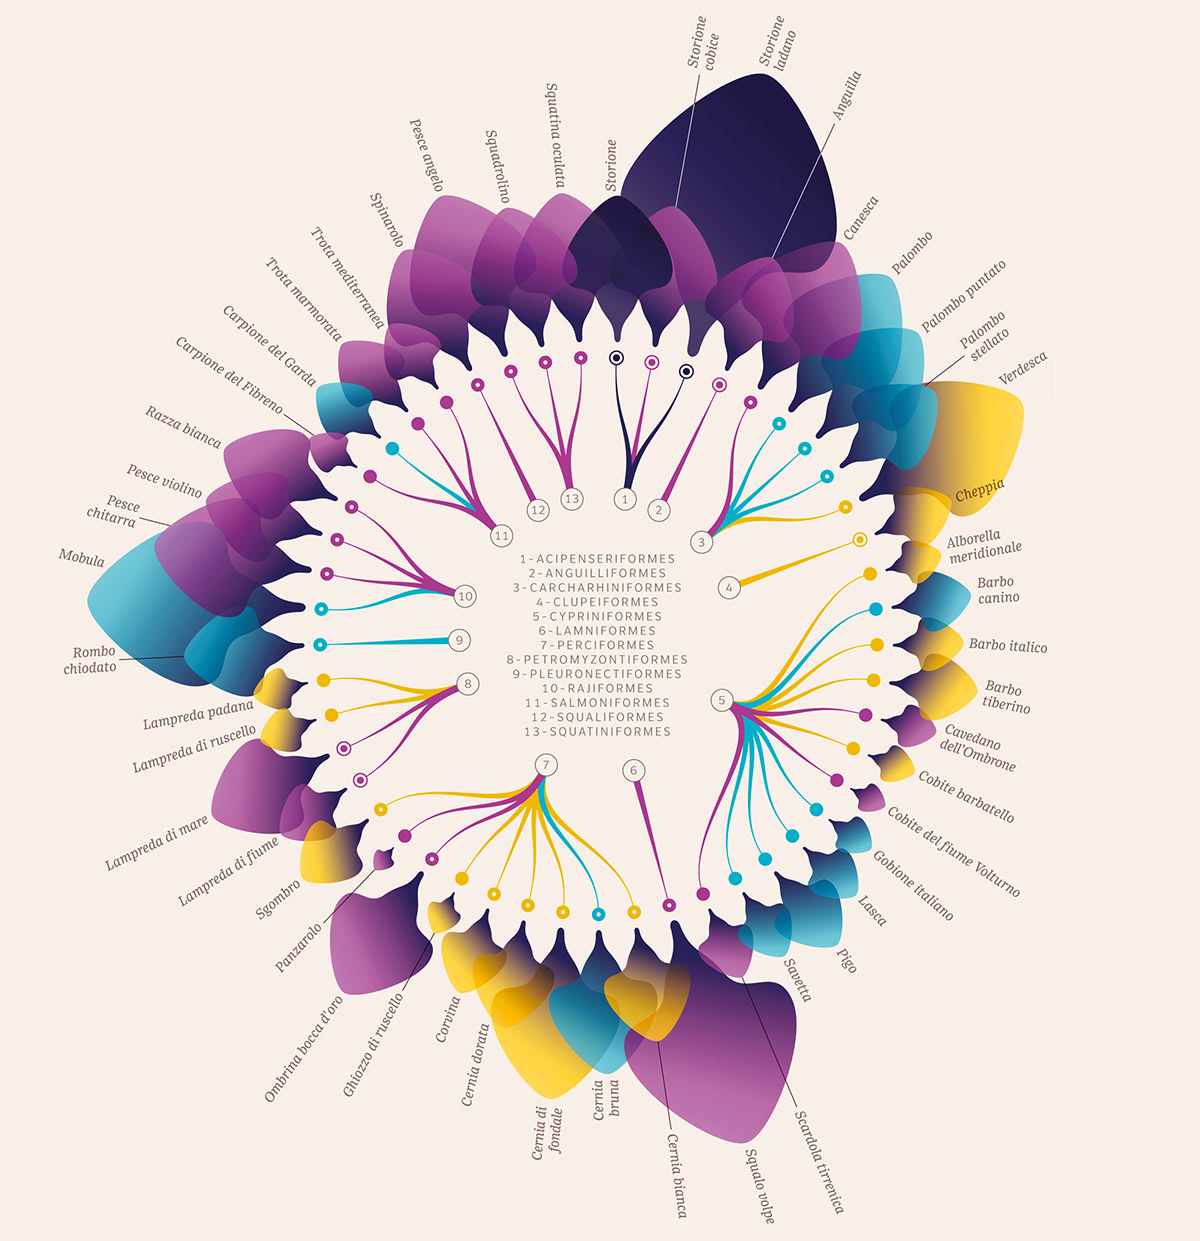 Storione
cobice
Storione
ladano
Anguilla
Canesca
Palombo
Palombo puntato
Palombo
stellato
Verdesca
Cheppia
Alborella
meridionale
Barbo
canino
Barbo italico
Barbo
tiberino
Cavedano
dell'Ombrone
Cobite barbatello
Cobite del fiume Volturno
Gobione italiano
Lasca
Pigo
Savetta
Scardola tirrenica
Squalo volpe
Cernia bianca
Cernia
bruna
Cernia di
fondale
Cernia dorata
Corvina
Ghiozzo di ruscello
Ombrina bocca d'oro
Panzarolo
Sgombro
Lampreda di fiume
Lampreda di mare
Lampreda di ruscello
Lampreda padana
Rombo
chiodato
Mobula
Pesce
chitarra
Pesce violino
Razza bianca
Carpione del Fibreno
Carpione del Garda
Trota marmorata
Trota mediterranea
Spinarolo
Pesce angelo
Squadrolino
Squatina oculata
Storione
1
2
3
4
5
6
7
8
9
10
11
12
13
1-ACIPENSERIFORMES
2-ANGUILLIFORMES
3-CARCHARHINIFORMES
4-CLUPEIFORMES
5-CYPRINIFORMES
6-LAMNIFORMES
7-PERCIFORMES
8-PETROMYZONTIFORMES
9-PLEURONECTIFORMES
10-RAJIFORMES
11-SALMONIFORMES
12-SQUALIFORMES
13-SQUATINIFORMES